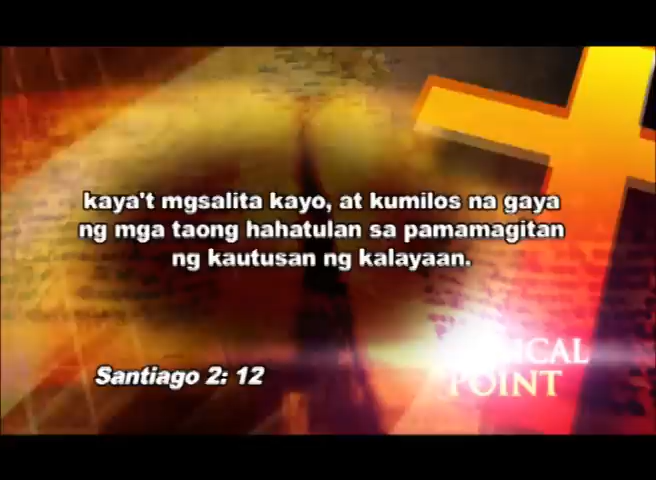 kaya't mgsalita kayo, at kumilos na gaya
ng mga taong hahatulan sa pamamagitan
ng kautusan ng kalayaan.
Santiago 2: 12
POINT